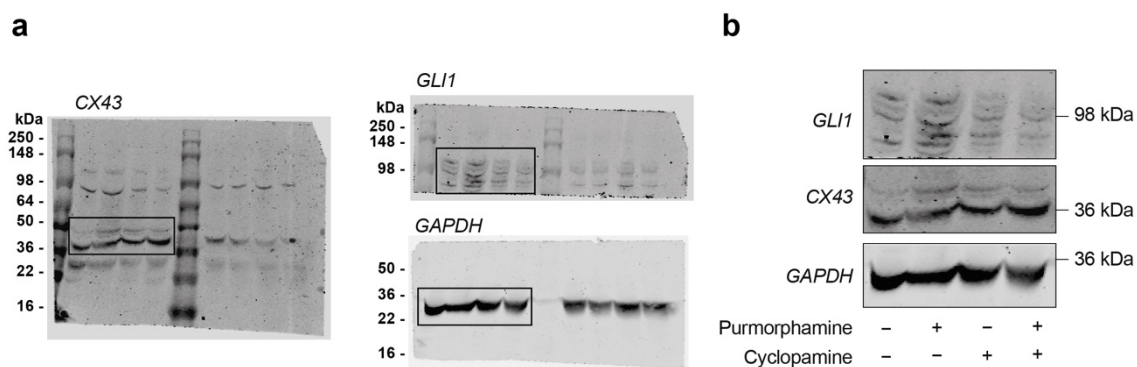 a
CX43
kDa
250 -
148 -
98 -
64 -
50 -
36 -
22 -
16 -
GLI1
kDa
250 -
148 -
98 -
GAPDH
50 -
36 -
22 -
16 -
b
GLI1
98 kDa
CX43
36 kDa
36 kDa
GAPDH
Purmorphamine - + - +
Cyclopamine - - + +